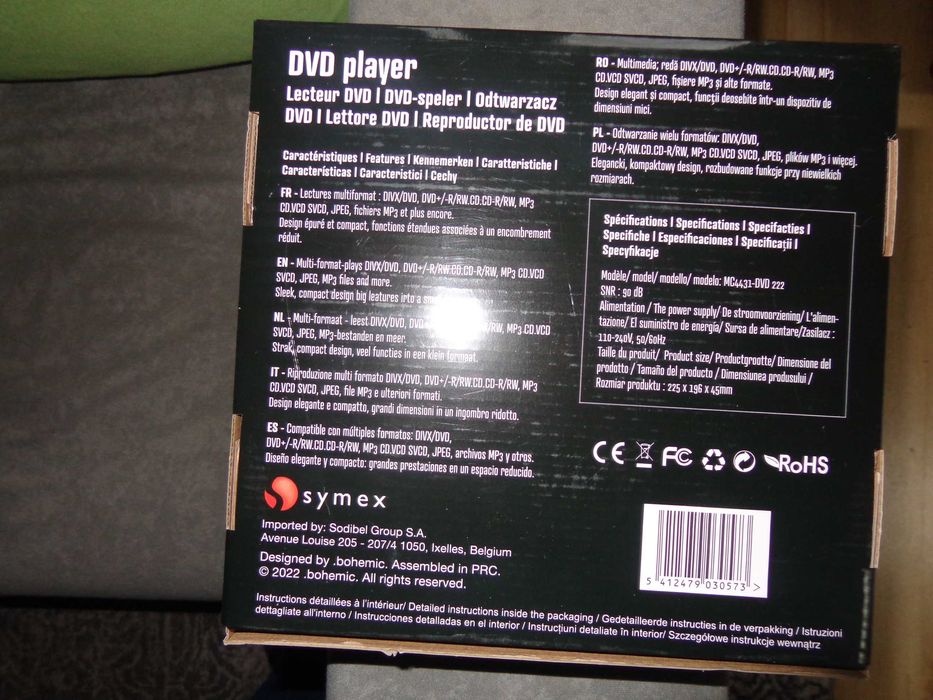 DVD player
Lecteur DVD | DVD-speler | Odtwarzacz
DVD | Lettore DVD | Reproductor de DVD
Caractéristiques | Features | Kennemerken | Caratteristiche |
Características | Caracteristici | Cechy
FR - Lectures multiformat : DIVX/DVD, DVD+/-R/RW.CD.CD-R/RW, MP3
CD.VCD SVCD, JPEG, fichiers MP3 et plus encore.
Design épuré et compact, fonctions étendues associées à un encombrement
réduit.
EN - Multi-format-plays DIVX/DVD, DVD+/-R/RW.CD.CD-R/RW, MP3 CD.VCD
SVCD, JPEG, MP3 files and more.
Sleek, compact design big features into a
NL - Multi-formaat - leest DIVX/DVD, MP3.CD.VCD
SVCD, JPEG, MP3-bestanden en meer.
Strak, compact design, veel functies in een klein formaat.
IT - Riproduzione multi formato DIVX/DVD, DVD+/-R/RW.CD.CD-R/RW, MP3
CD.VCD SVCD, JPEG, file MP3 e ulteriori formati.
Design elegante e compatto, grandi dimensioni in un ingombro ridotto.
ES - Compatible con múltiples formatos: DIVX/DVD,
DVD+/-R/RW.CD.CD-R/RW, MP3 CD.VCD SVCD, JPEG, archivos MP3 y otros.
Diseño elegante y compacto: grandes prestaciones en un espacio reducido.
symex
Imported by: Sodibel Group S.A.
Avenue Louise 205 - 207/4 1050, Ixelles, Belgium
Designed by .bohemic. Assembled in PRC.
© 2022 .bohemic. All rights reserved.
RO - Multimedia; redă DIVX/DVD, DVD+/-R/RW.CD.CD-R/RW, MP3
CD.VCD SVCD, JPEG, fișiere MP3 și alte formate.
Design elegant și compact, funcții deosebite într-un dispozitiv de
dimensiuni mici.
PL - Odtwarzanie wielu formatów: DIVX/DVD,
DVD+/-R/RW.CD.CD-R/RW, MP3 CD.VCD SVCD, JPEG, plików MP3 i więcej.
Elegancki, kompaktowy design, rozbudowane funkcje przy niewielkich
rozmiarach.
Spécifications | Specifications | Specifacties |
Specifiche | Especificaciones | Specificații |
Specyfikacje
Modèle/ model/ modello/ modelo: MC4431-DVD 222
SNR : 90 dB
Alimentation / The power supply/ De stroomvoorziening/ L'alimen-
tazione/ El suministro de energía/ Sursa de alimentare/Zasilacz :
110-240V, 50/60Hz
Taille du produit/ Product size/ Productgrootte/ Dimensione del
prodotto / Tamaño del producto / Dimensiunea produsului /
Rozmiar produktu : 225 x 196 x 45mm
CE FC RoHS
5 412479 030573 >
Instructions détaillées à l'intérieur/ Detailed instructions inside the packaging / Gedetailleerde instructies in de verpakking / Istruzioni
dettagliate all'interno / Instrucciones detalladas en el interior / Instrucțiuni detaliate în interior/ Szczegółowe instrukcje wewnątrz